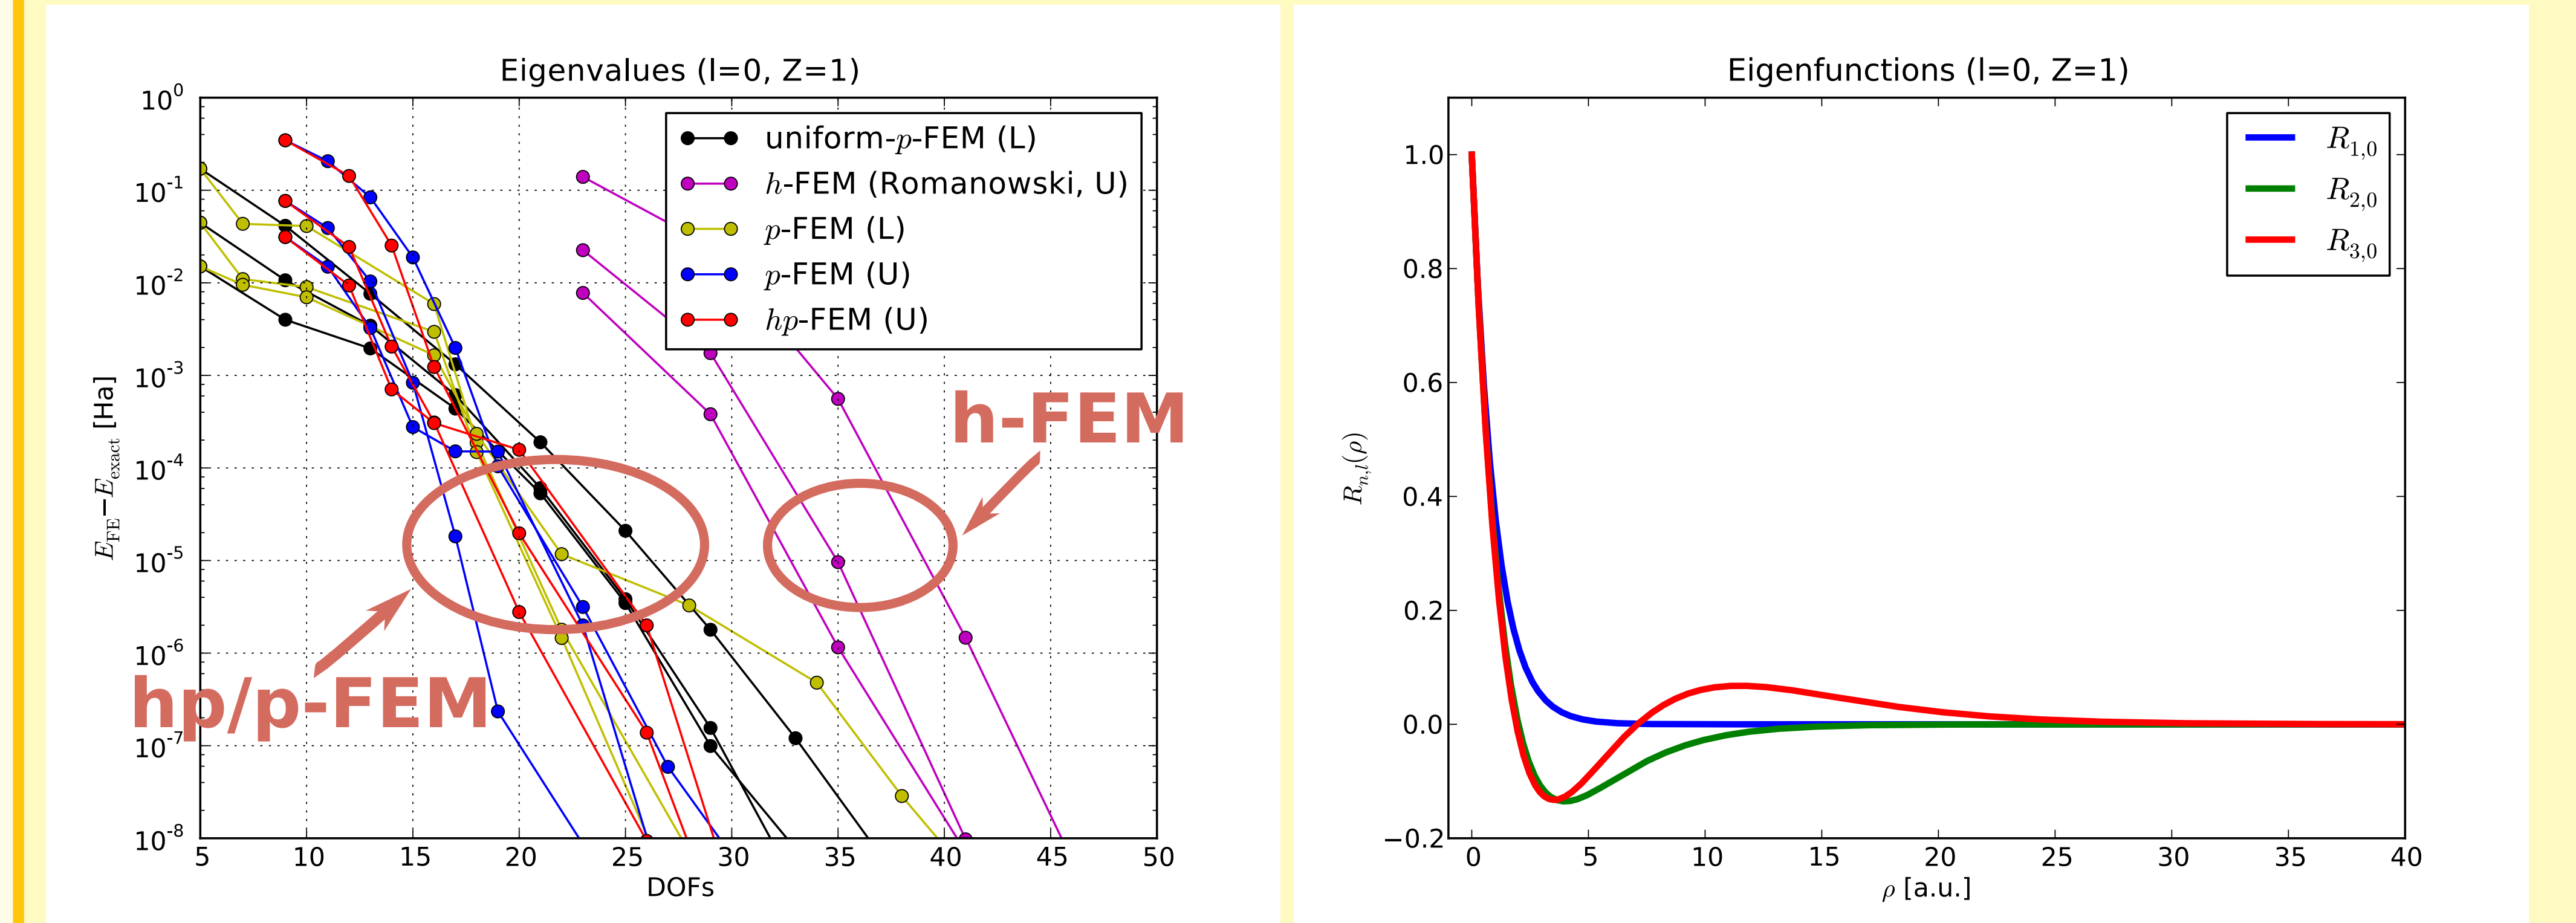 Eigenvalues (l=0, Z=1)
10^0
10^-1
10^-2
10^-3
10^-4
10^-5
10^-6
10^-7
10^-8
E_FE−E_exact [Ha]
uniform-p-FEM (L)
h-FEM (Romanowski, U)
p-FEM (L)
p-FEM (U)
hp-FEM (U)
h-FEM
hp/p-FEM
5 10 15 20 25 30 35 40 45 50
DOFs
Eigenfunctions (l=0, Z=1)
1.0
0.8
0.6
0.4
0.2
0.0
−0.2
R_n,l(ρ)
R_1,0
R_2,0
R_3,0
0 5 10 15 20 25 30 35 40
ρ [a.u.]